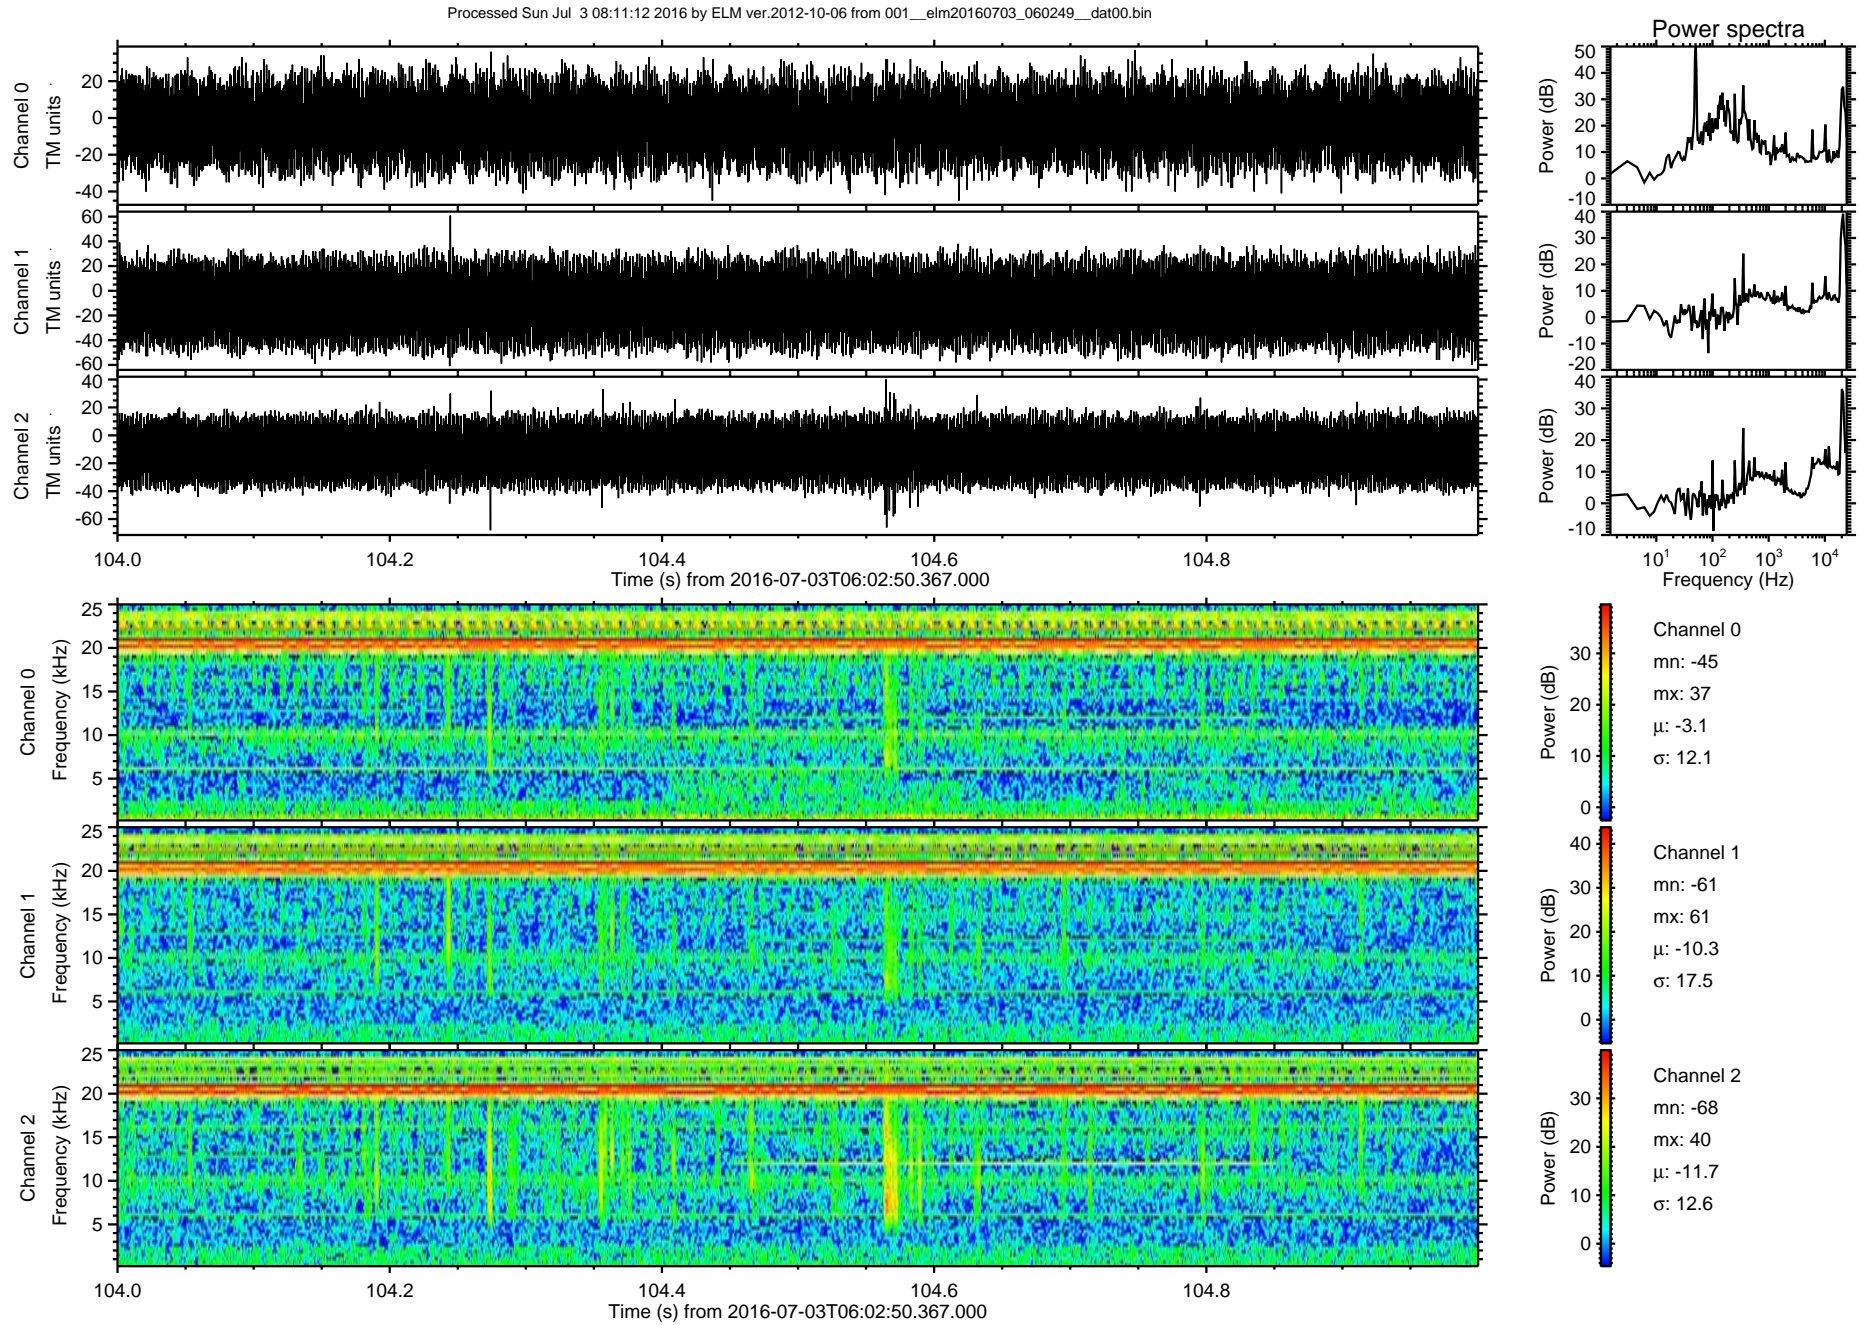 Processed Sun Jul  3 08:11:12 2016 by ELM ver.2012-10-06 from 001__elm20160703_060249__dat00.bin
Power spectra
Channel 0
TM units
20
0
-20
-40
Power (dB)
50
40
30
20
10
0
-10
Channel 1
TM units
60
40
20
0
-20
-40
-60
Power (dB)
40
30
20
10
0
-10
-20
Channel 2
TM units
40
20
0
-20
-40
-60
Power (dB)
40
30
20
10
0
-10
104.0 104.2 104.4 104.6 104.8
Time (s) from 2016-07-03T06:02:50.367.000
10¹ 10² 10³ 10⁴
Frequency (Hz)
Channel 0
Frequency (kHz)
25
20
15
10
5
Power (dB)
30
20
10
0
Channel 0
mn: -45
mx: 37
μ: -3.1
σ: 12.1
Channel 1
Frequency (kHz)
25
20
15
10
5
Power (dB)
40
30
20
10
0
Channel 1
mn: -61
mx: 61
μ: -10.3
σ: 17.5
Channel 2
Frequency (kHz)
25
20
15
10
5
Power (dB)
30
20
10
0
Channel 2
mn: -68
mx: 40
μ: -11.7
σ: 12.6
104.0 104.2 104.4 104.6 104.8
Time (s) from 2016-07-03T06:02:50.367.000